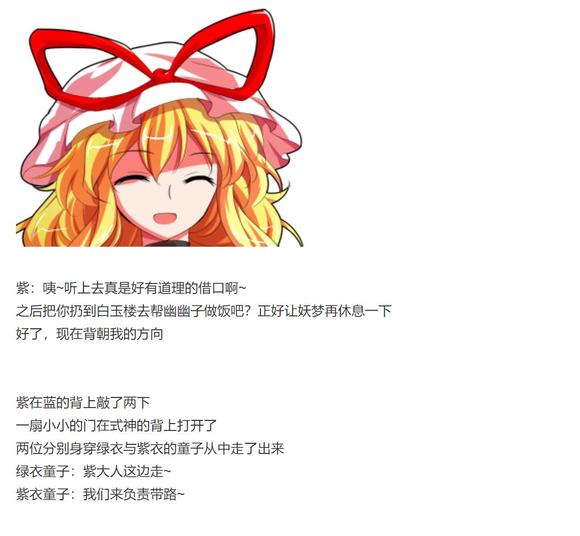 紫：咦~听上去真是好有道理的借口啊~
之后把你扔到白玉楼去帮幽幽子做饭吧？正好让妖梦再休息一下
好了，现在背朝我的方向
紫在蓝的背上敲了两下
一扇小小的门在式神的背上打开了
两位分别身穿绿衣与紫衣的童子从中走了出来
绿衣童子：紫大人这边走~
紫衣童子：我们来负责带路~